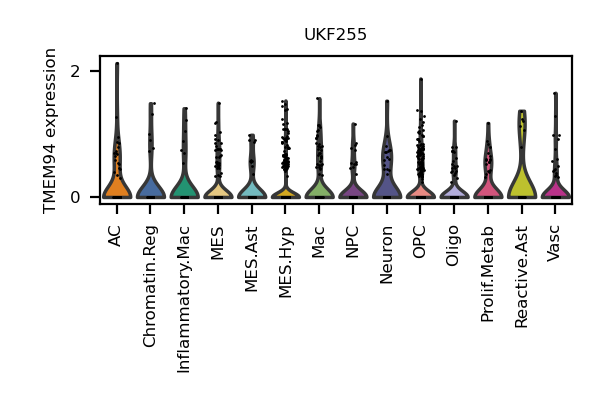 UKF255
TMEM94 expression
2
0
AC
Chromatin.Reg
Inflammatory.Mac
MES
MES.Ast
MES.Hyp
Mac
NPC
Neuron
OPC
Oligo
Prolif.Metab
Reactive.Ast
Vasc